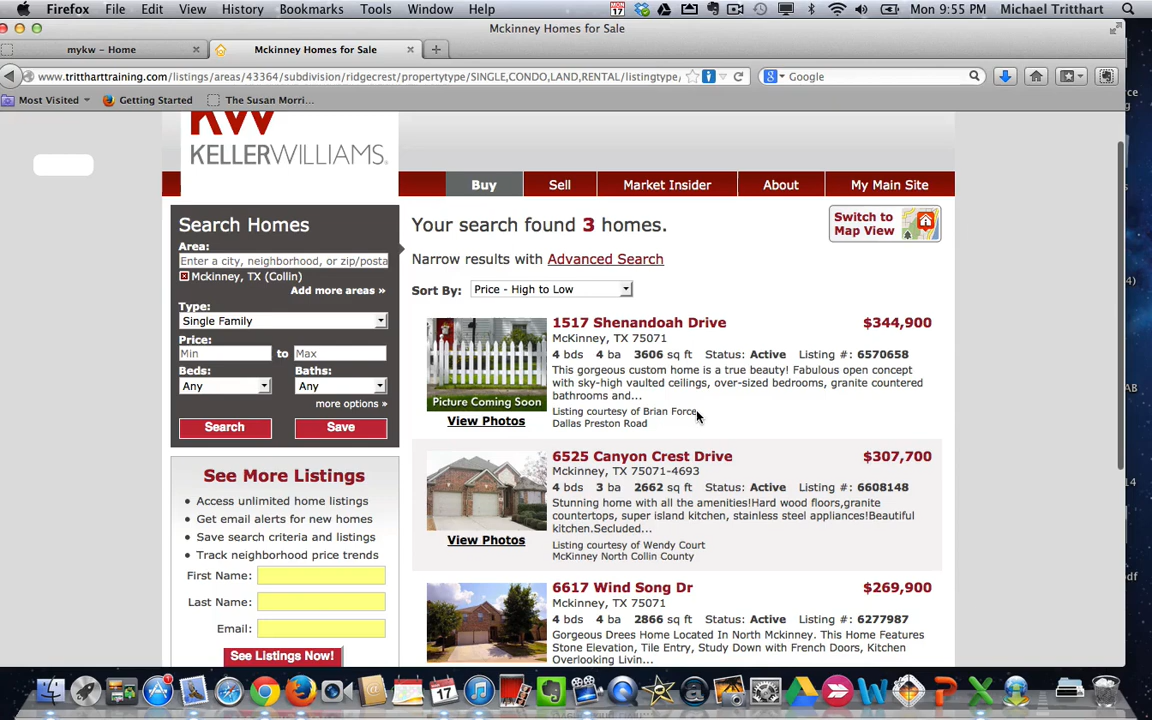 Firefox File Edit View History Bookmarks Tools Window Help Mon 9:55 PM Michael Tritthart
Mckinney Homes for Sale
mykw - Home Mckinney Homes for Sale
www.trittharttraining.com/listings/areas/43364/subdivision/ridgecrest/propertytype/SINGLE,CONDO,LAND,RENTAL/listingtype, Google
Most Visited Getting Started The Susan Morri...
KW
KELLERWILLIAMS.
Buy Sell Market Insider About My Main Site
Search Homes
Area:
Enter a city, neighborhood, or zip/posta
Mckinney, TX (Collin)
Add more areas »
Type:
Single Family
Price:
Min to Max
Beds: Baths:
Any Any
more options »
Search Save
See More Listings
Access unlimited home listings
Get email alerts for new homes
Save search criteria and listings
Track neighborhood price trends
First Name:
Last Name:
Email:
See Listings Now!
Your search found 3 homes.
Switch to
Map View
Narrow results with Advanced Search
Sort By: Price - High to Low
1517 Shenandoah Drive $344,900
McKinney, TX 75071
4 bds 4 ba 3606 sq ft Status: Active Listing #: 6570658
This gorgeous custom home is a true beauty! Fabulous open concept
with sky-high vaulted ceilings, over-sized bedrooms, granite countered
bathrooms and...
Listing courtesy of Brian Force
Dallas Preston Road
Picture Coming Soon
View Photos
6525 Canyon Crest Drive $307,700
Mckinney, TX 75071-4693
4 bds 3 ba 2662 sq ft Status: Active Listing #: 6608148
Stunning home with all the amenities!Hard wood floors,granite
countertops, super island kitchen, stainless steel appliances!Beautiful
kitchen.Secluded...
Listing courtesy of Wendy Court
McKinney North Collin County
View Photos
6617 Wind Song Dr $269,900
Mckinney, TX 75071
4 bds 4 ba 2866 sq ft Status: Active Listing #: 6277987
Gorgeous Drees Home Located In North Mckinney. This Home Features
Stone Elevation, Tile Entry, Study Down with French Doors, Kitchen
Overlooking Livin...